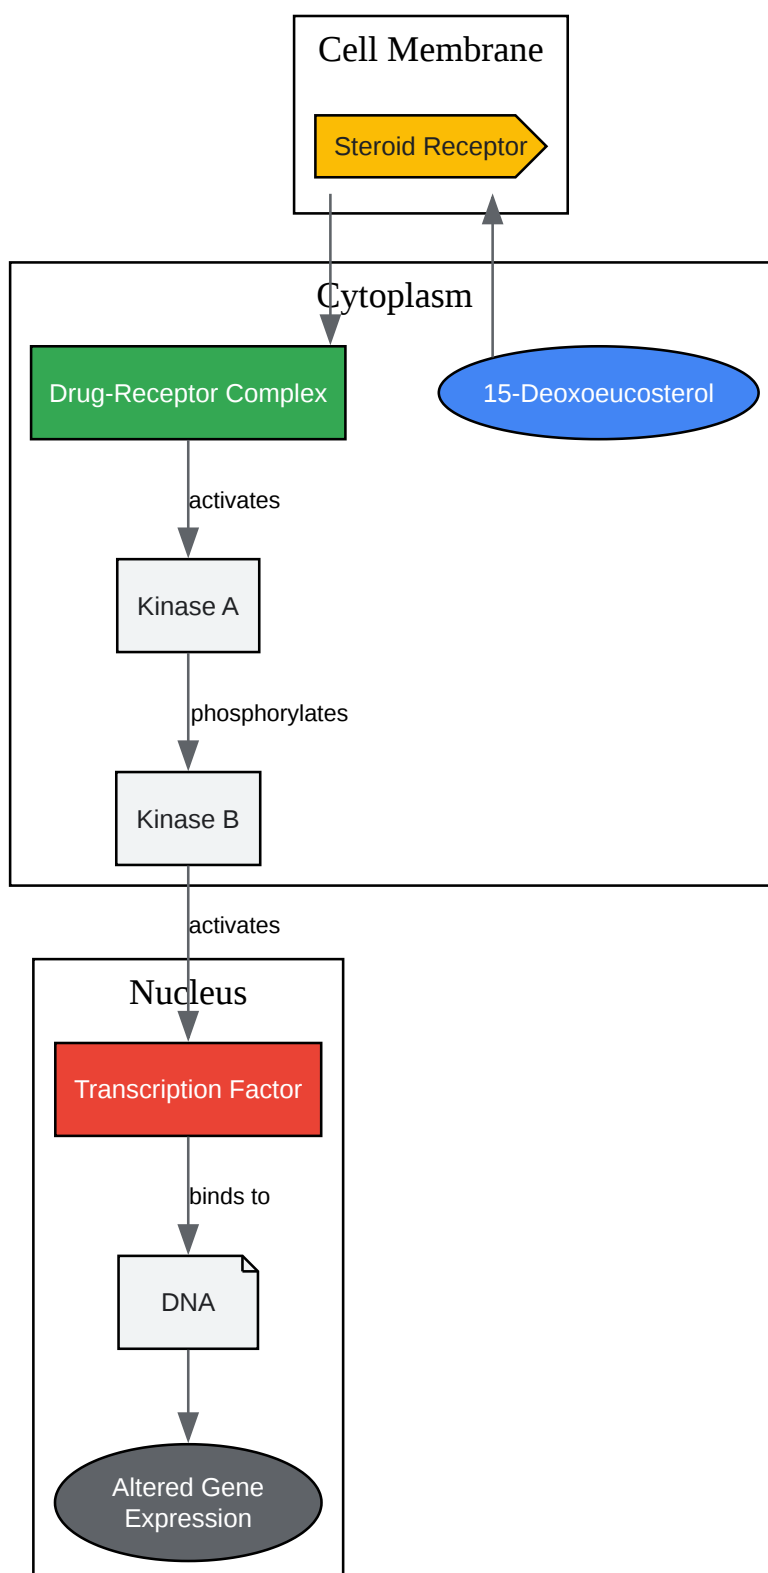 Cell Membrane
Steroid Receptor
Cytoplasm
Drug-Receptor Complex
15-Deoxoeucosterol
activates
Kinase A
phosphorylates
Kinase B
activates
Nucleus
Transcription Factor
binds to
DNA
Altered Gene
Expression